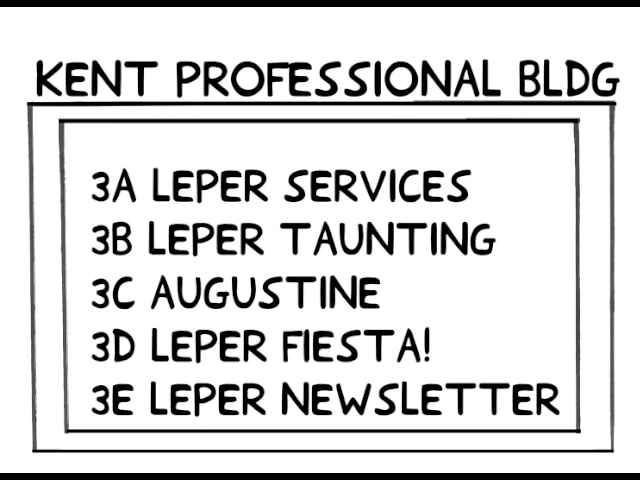 KENT PROFESSIONAL BLDG
3A LEPER SERVICES
3B LEPER TAUNTING
3C AUGUSTINE
3D LEPER FIESTA!
3E LEPER NEWSLETTER